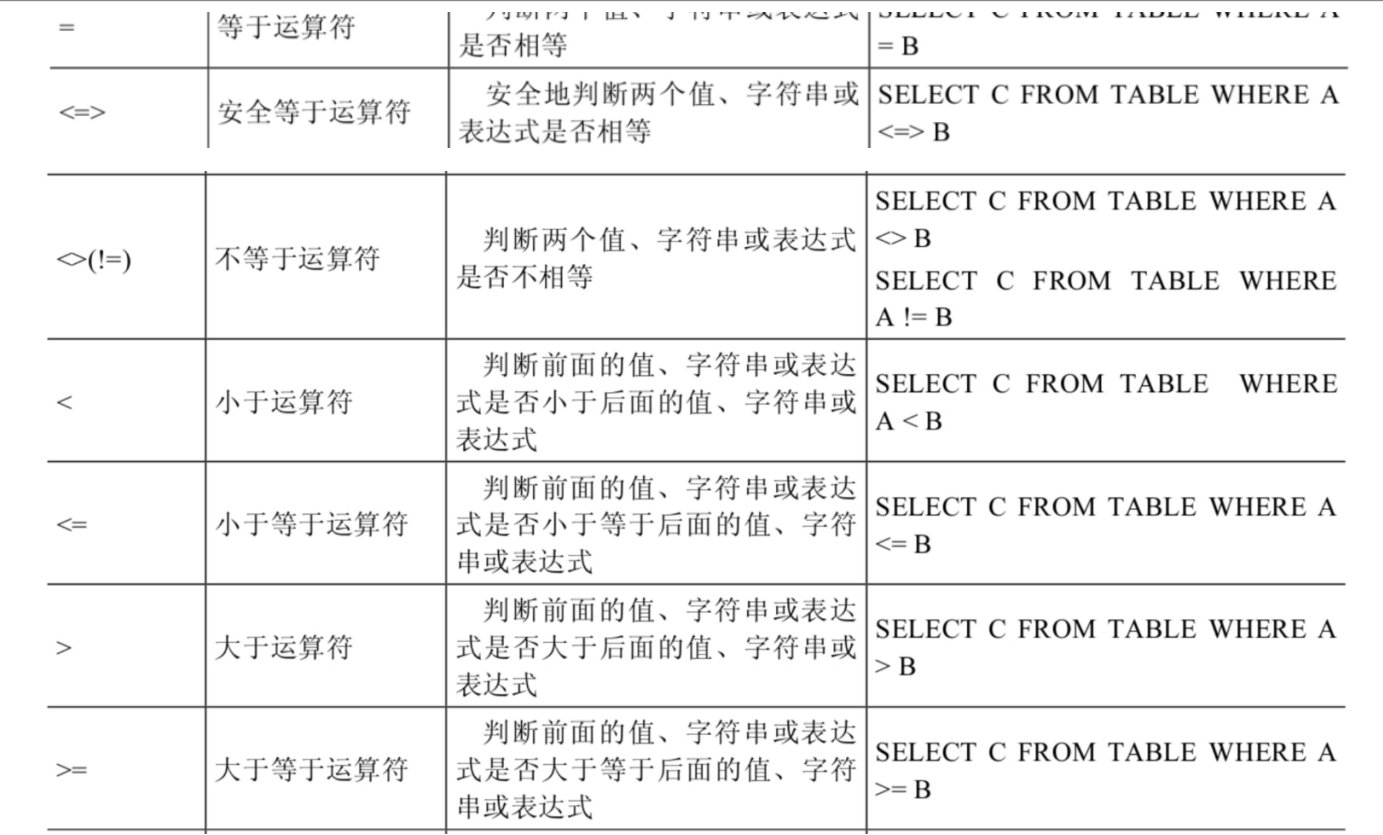 =
等于运算符
判断两个值、字符串或表达式
是否相等
SELECT C FROM TABLE WHERE A
= B
<=>
安全等于运算符
安全地判断两个值、字符串或
表达式是否相等
SELECT C FROM TABLE WHERE A
<=> B
<>(!=)
不等于运算符
判断两个值、字符串或表达式
是否不相等
SELECT C FROM TABLE WHERE A
<> B
SELECT C FROM TABLE WHERE
A != B
<
小于运算符
判断前面的值、字符串或表达
式是否小于后面的值、字符串或
表达式
SELECT C FROM TABLE WHERE
A < B
<=
小于等于运算符
判断前面的值、字符串或表达
式是否小于等于后面的值、字符
串或表达式
SELECT C FROM TABLE WHERE A
<= B
>
大于运算符
判断前面的值、字符串或表达
式是否大于后面的值、字符串或
表达式
SELECT C FROM TABLE WHERE A
> B
>=
大于等于运算符
判断前面的值、字符串或表达
式是否大于等于后面的值、字符
串或表达式
SELECT C FROM TABLE WHERE A
>= B